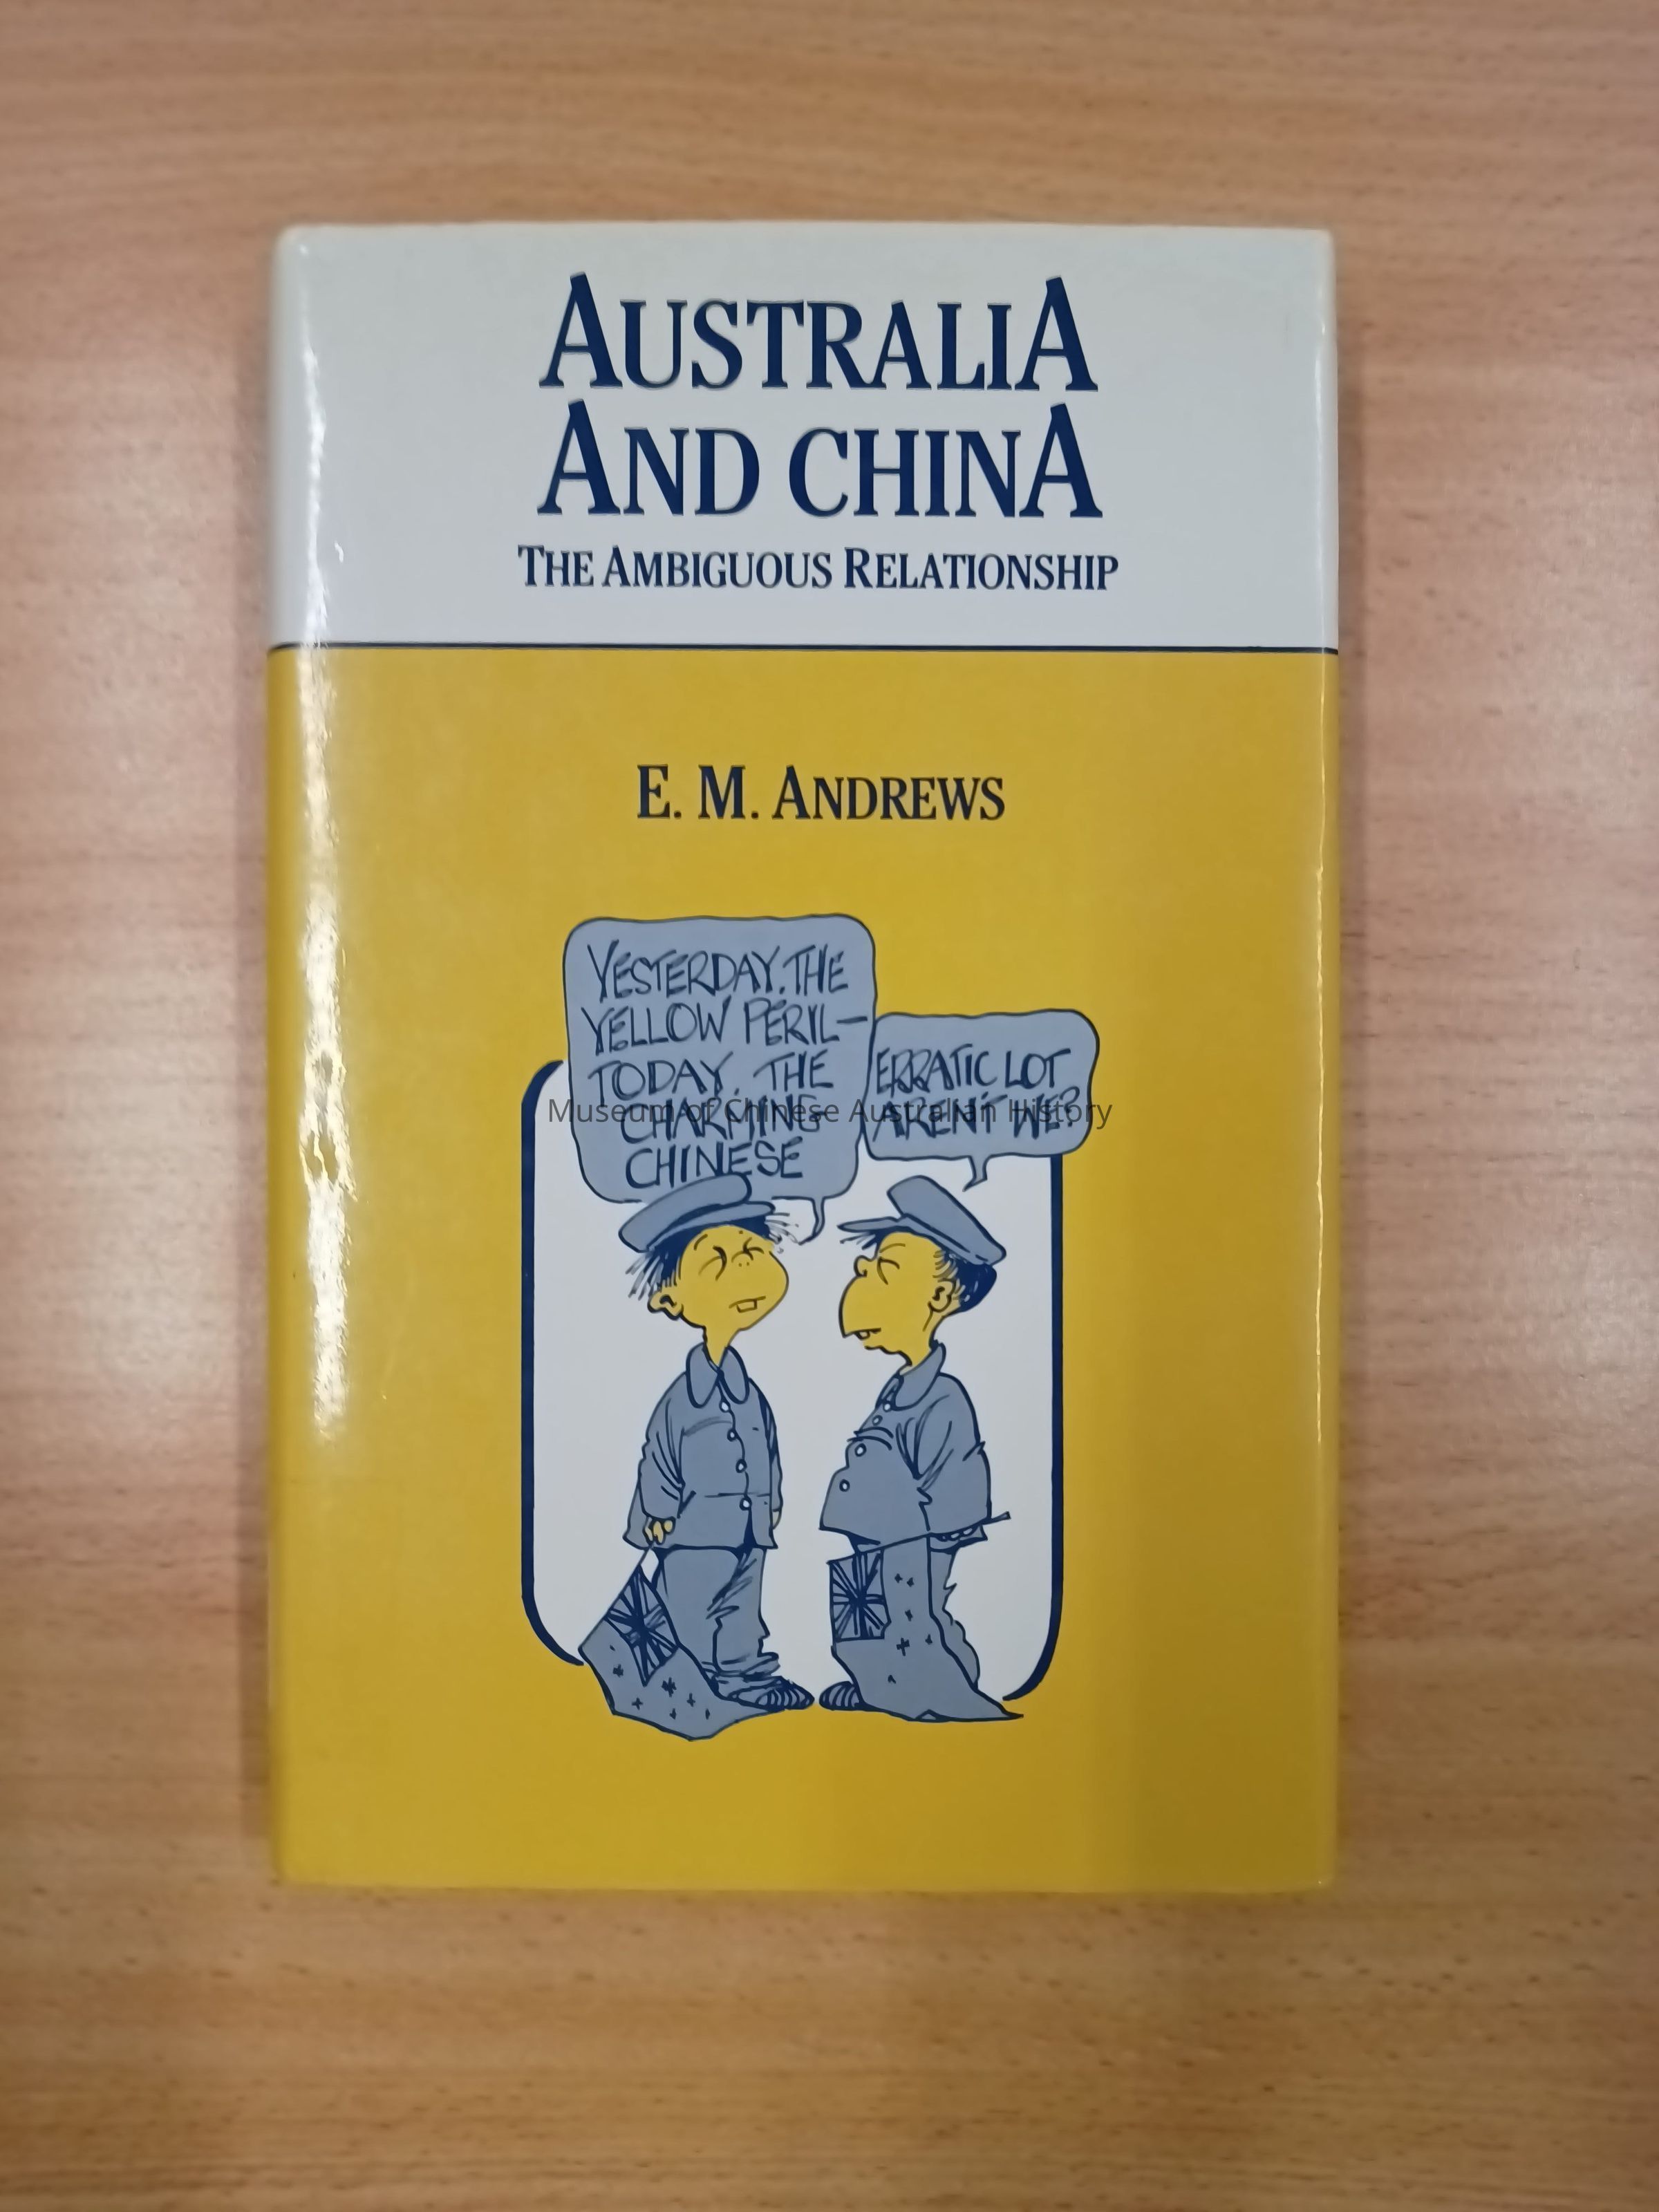 AUSTRALIA
AND CHINA
THE AMBIGUOUS RELATIONSHIP
E. M. ANDREWS
YESTERDAY. THE
YELLOW PERIL-
TODAY. THE
CHARMING
CHINESE
ERRATIC LOT
AREN'T WE?
Museum of Chinese Australian History